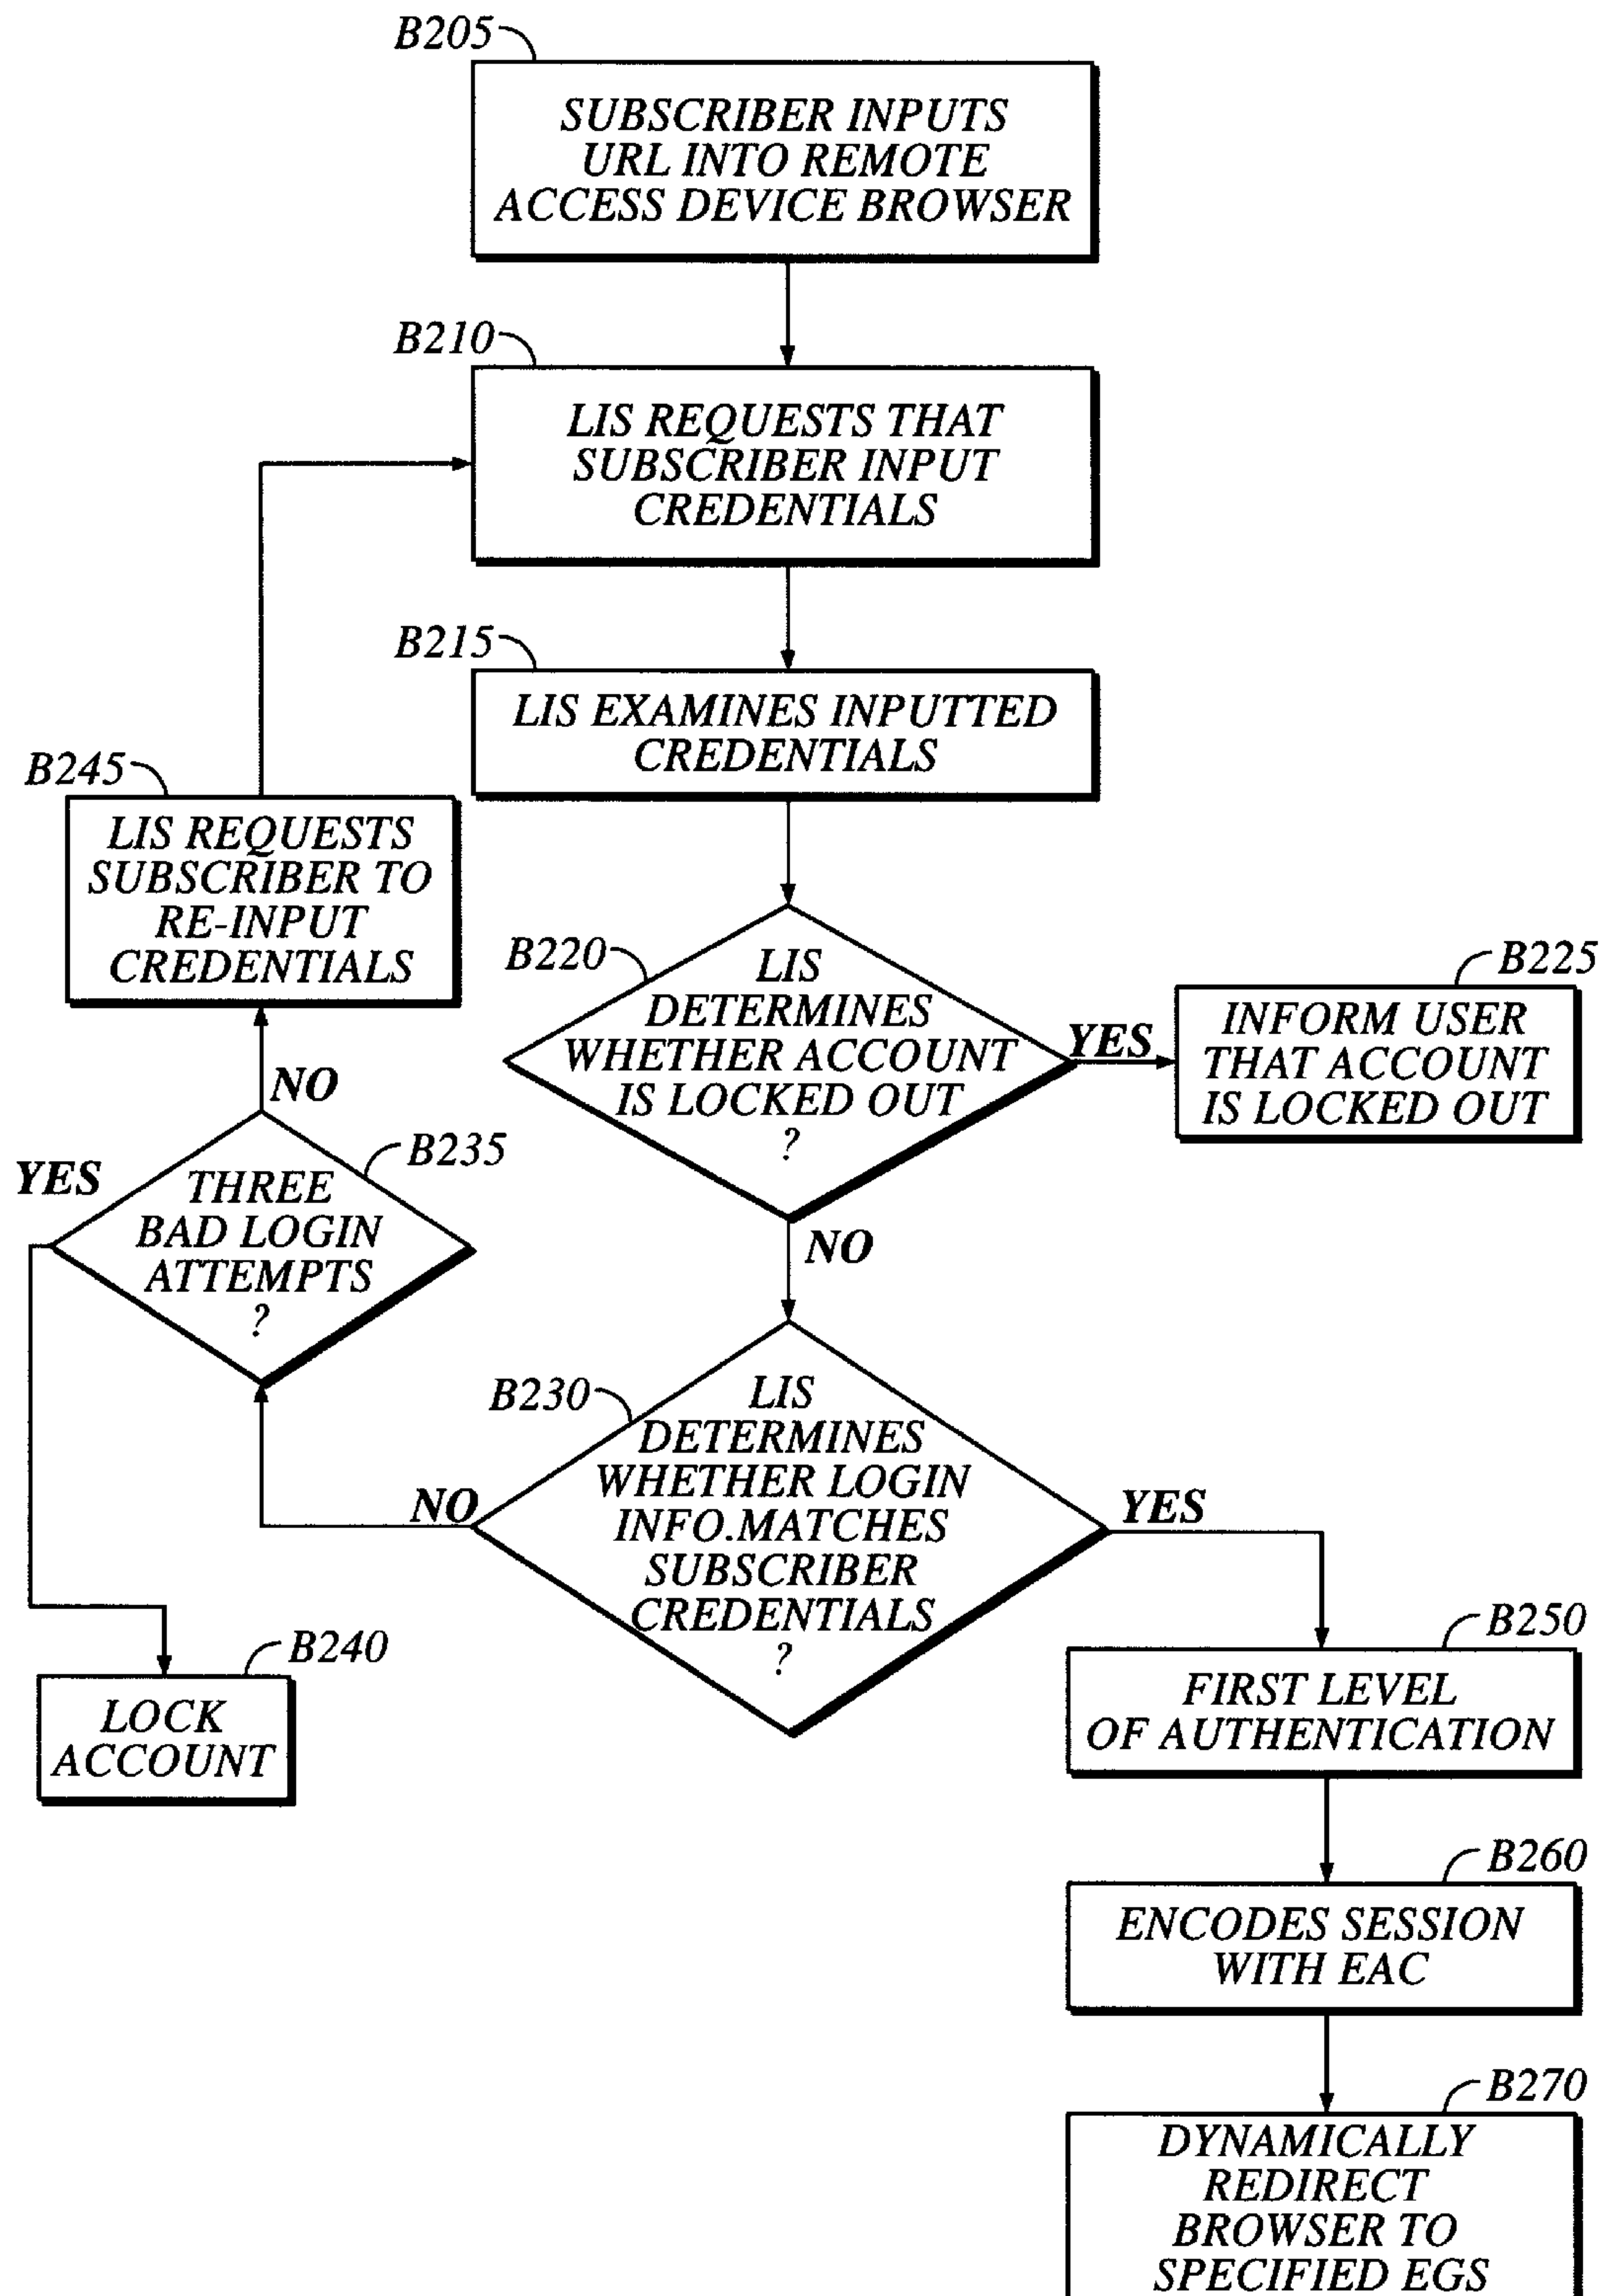 B205
SUBSCRIBER INPUTS
URL INTO REMOTE
ACCESS DEVICE BROWSER
B210
LIS REQUESTS THAT
SUBSCRIBER INPUT
CREDENTIALS
B215
LIS EXAMINES INPUTTED
CREDENTIALS
B245
LIS REQUESTS
SUBSCRIBER TO
RE-INPUT
CREDENTIALS
B220
LIS
DETERMINES
WHETHER ACCOUNT
IS LOCKED OUT
?
YES
B225
INFORM USER
THAT ACCOUNT
IS LOCKED OUT
NO
B235
YES
THREE
BAD LOGIN
ATTEMPTS
?
NO
B230
LIS
DETERMINES
WHETHER LOGIN
INFO.MATCHES
SUBSCRIBER
CREDENTIALS
?
NO
YES
B240
LOCK
ACCOUNT
B250
FIRST LEVEL
OF AUTHENTICATION
B260
ENCODES SESSION
WITH EAC
B270
DYNAMICALLY
REDIRECT
BROWSER TO
SPECIFIED EGS